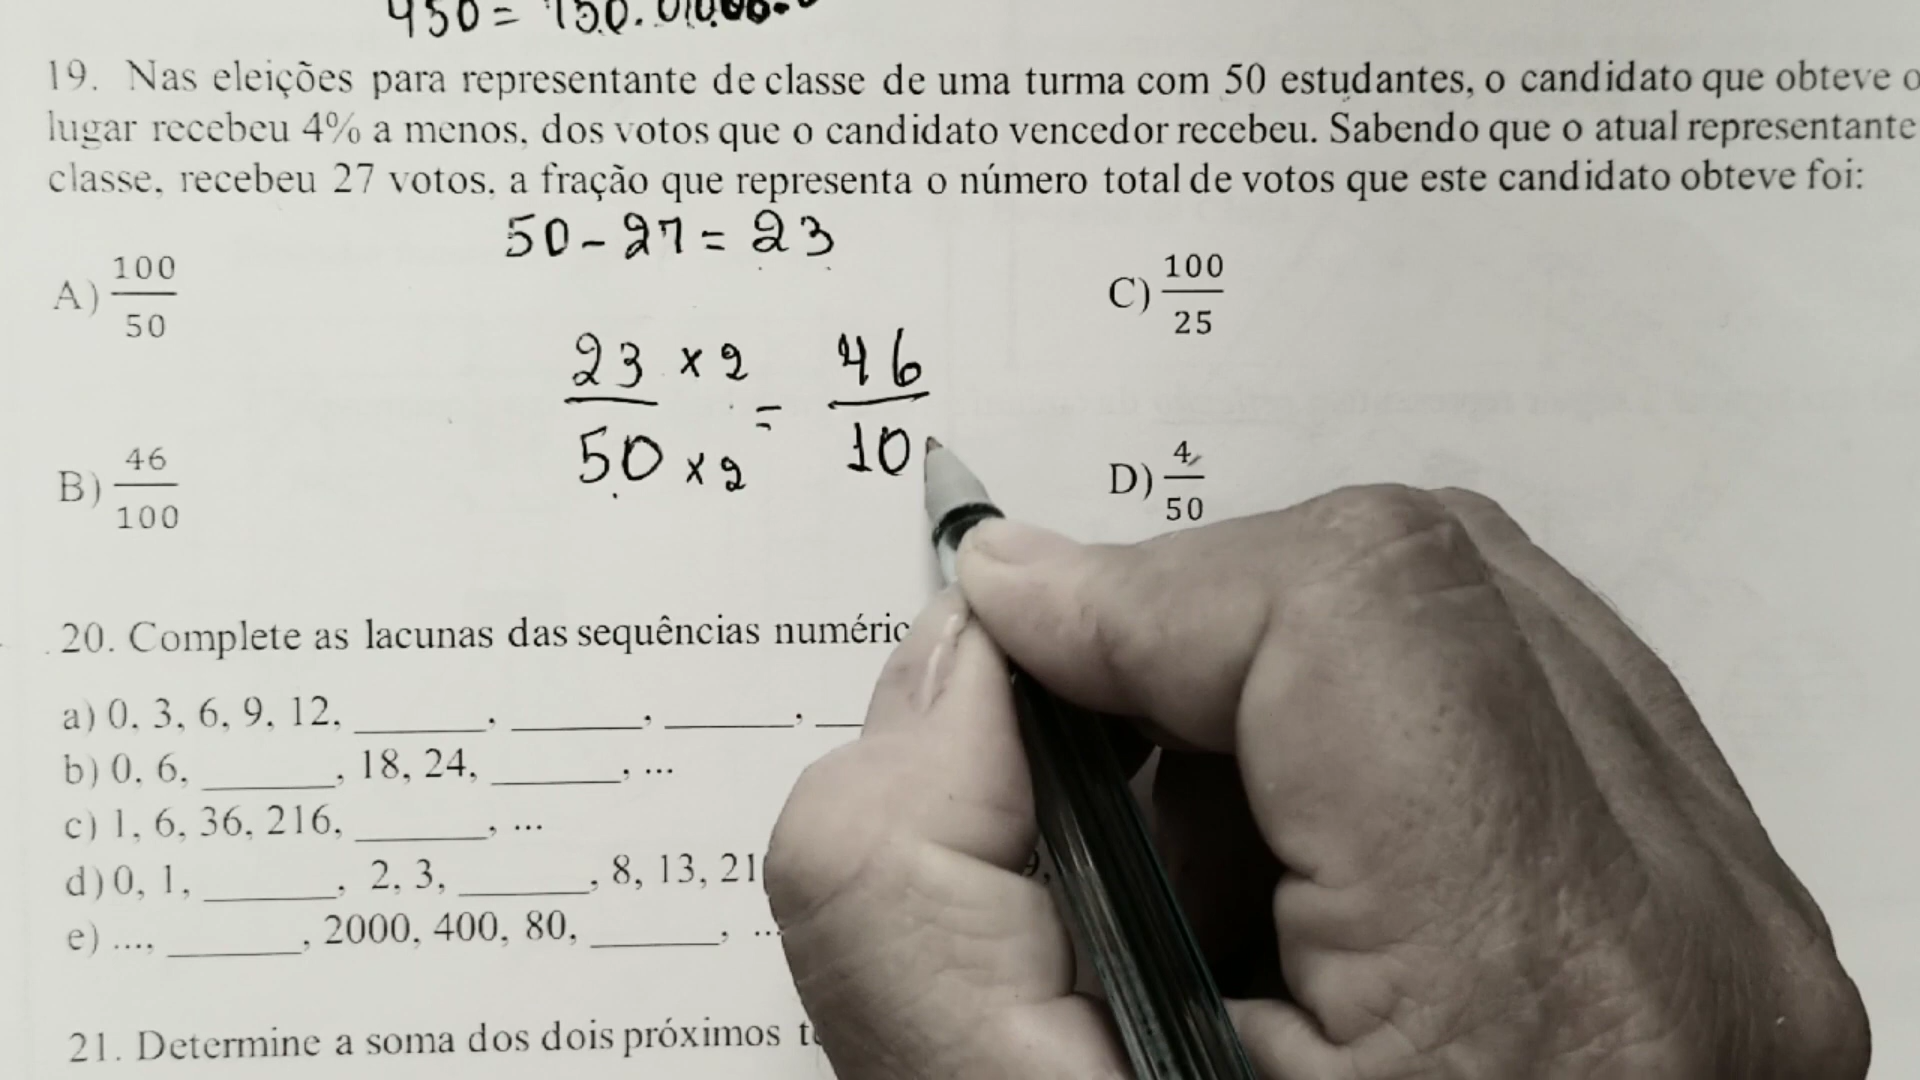 450 =
19. Nas eleições para representante de classe de uma turma com 50 estudantes, o candidato que obteve o
lugar recebeu 4% a menos, dos votos que o candidato vencedor recebeu. Sabendo que o atual representante
classe, recebeu 27 votos, a fração que representa o número total de votos que este candidato obteve foi:
50 - 27 = 23
A) 100/50
C) 100/25
23 × 2 = 46
50 × 2 10
B) 46/100
D) 4/50
20. Complete as lacunas das sequências
a) 0, 3, 6, 9, 12, ______, ______, ______, __
b) 0, 6, ______, 18, 24, ______, ...
c) 1, 6, 36, 216, ______, ...
d) 0, 1, ______, 2, 3, ______, 8, 13, 21
e) ...., ______, 2000, 400, 80, ______, ...
21. Determine a soma dos dois próximos